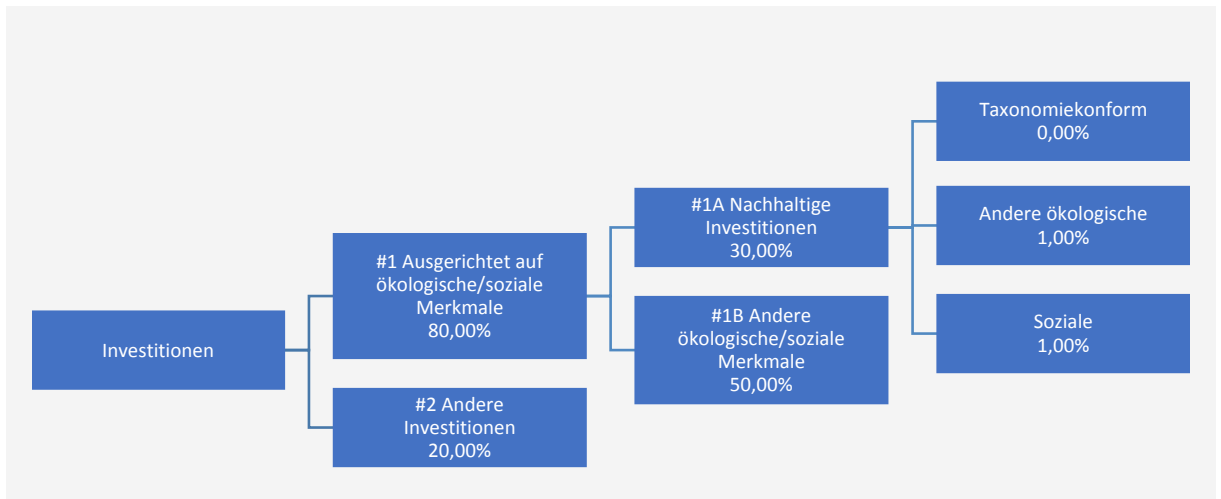 Investitionen
#1 Ausgerichtet auf
ökologische/soziale
Merkmale
80,00%
#2 Andere
Investitionen
20,00%
#1A Nachhaltige
Investitionen
30,00%
#1B Andere
ökologische/soziale
Merkmale
50,00%
Taxonomiekonform
0,00%
Andere ökologische
1,00%
Soziale
1,00%